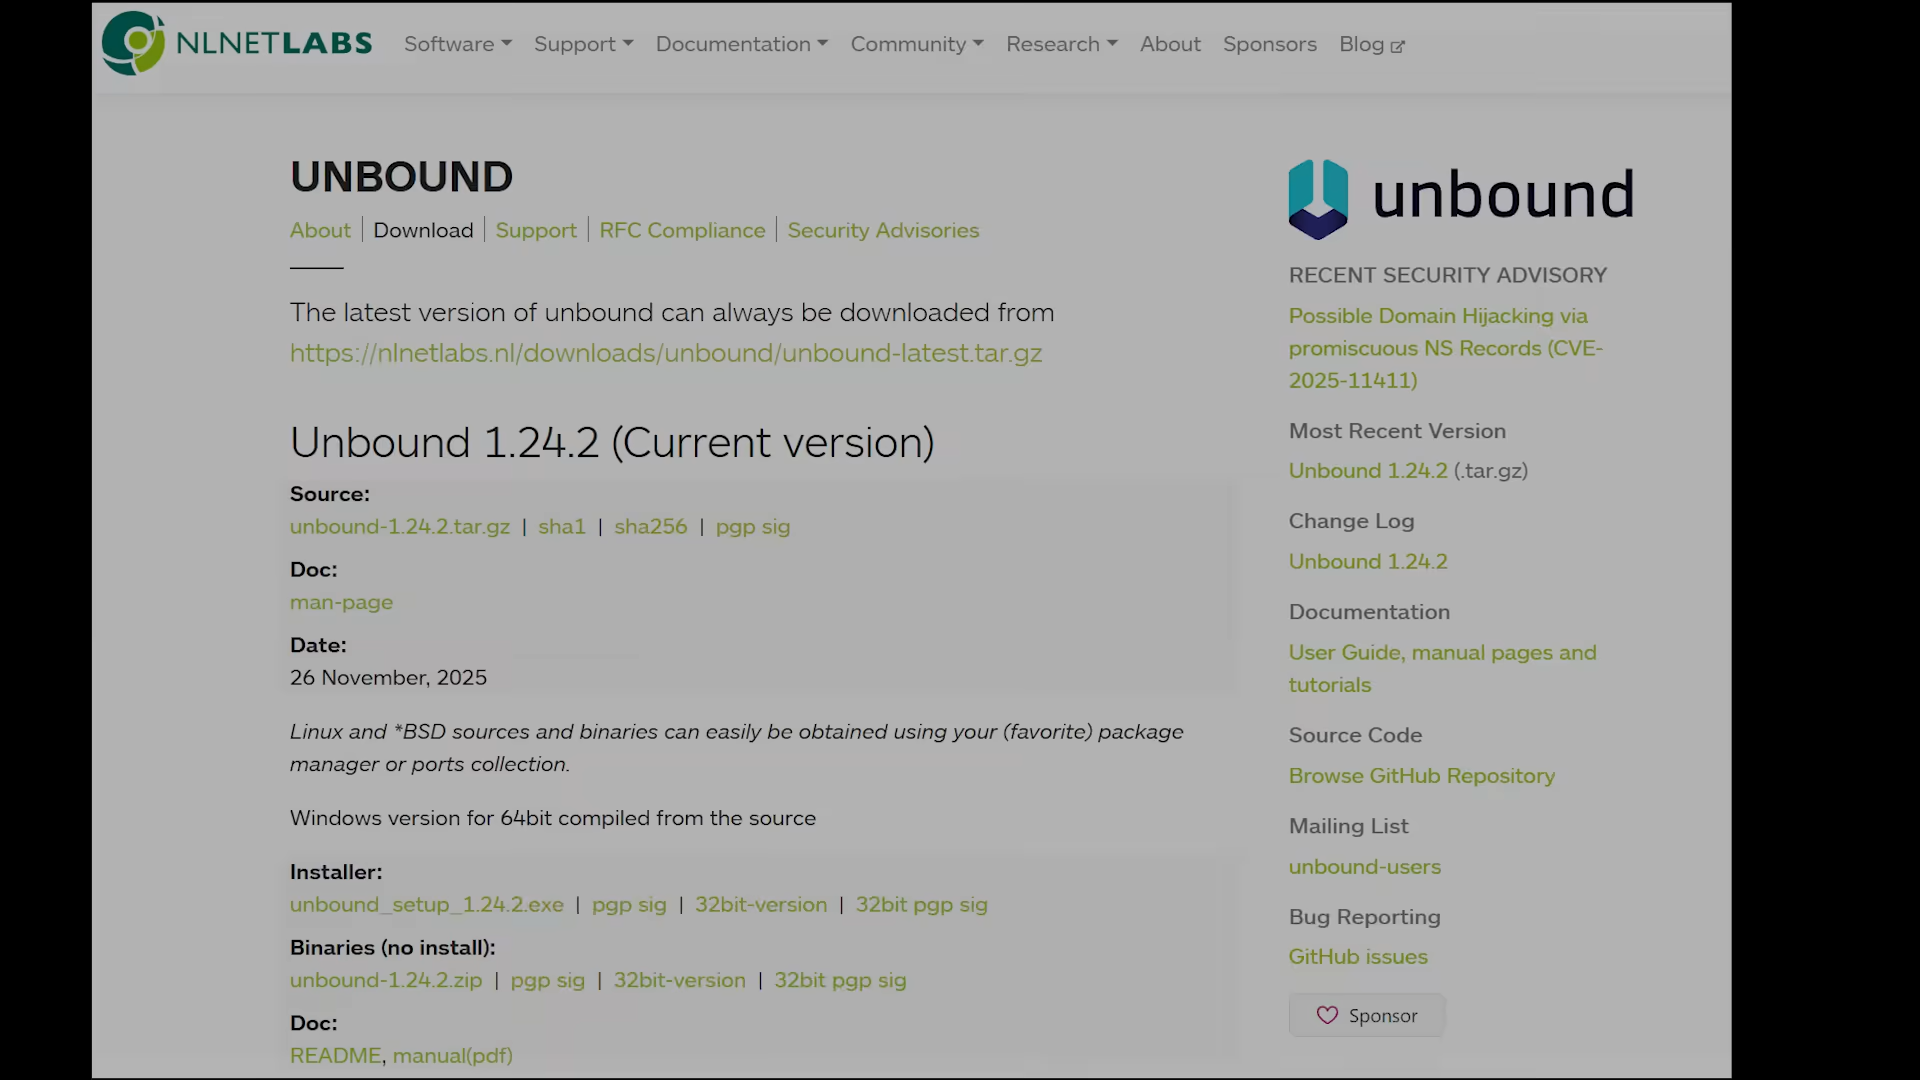 NLNETLABS Software Support Documentation Community Research About Sponsors Blog
UNBOUND
About | Download | Support | RFC Compliance | Security Advisories
The latest version of unbound can always be downloaded from
https://nlnetlabs.nl/downloads/unbound/unbound-latest.tar.gz
Unbound 1.24.2 (Current version)
Source:
unbound-1.24.2.tar.gz | sha1 | sha256 | pgp sig
Doc:
man-page
Date:
26 November, 2025
Linux and *BSD sources and binaries can easily be obtained using your (favorite) package
manager or ports collection.
Windows version for 64bit compiled from the source
Installer:
unbound_setup_1.24.2.exe | pgp sig | 32bit-version | 32bit pgp sig
Binaries (no install):
unbound-1.24.2.zip | pgp sig | 32bit-version | 32bit pgp sig
Doc:
README, manual(pdf)
unbound
RECENT SECURITY ADVISORY
Possible Domain Hijacking via
promiscuous NS Records (CVE-
2025-11411)
Most Recent Version
Unbound 1.24.2 (.tar.gz)
Change Log
Unbound 1.24.2
Documentation
User Guide, manual pages and
tutorials
Source Code
Browse GitHub Repository
Mailing List
unbound-users
Bug Reporting
GitHub issues
Sponsor